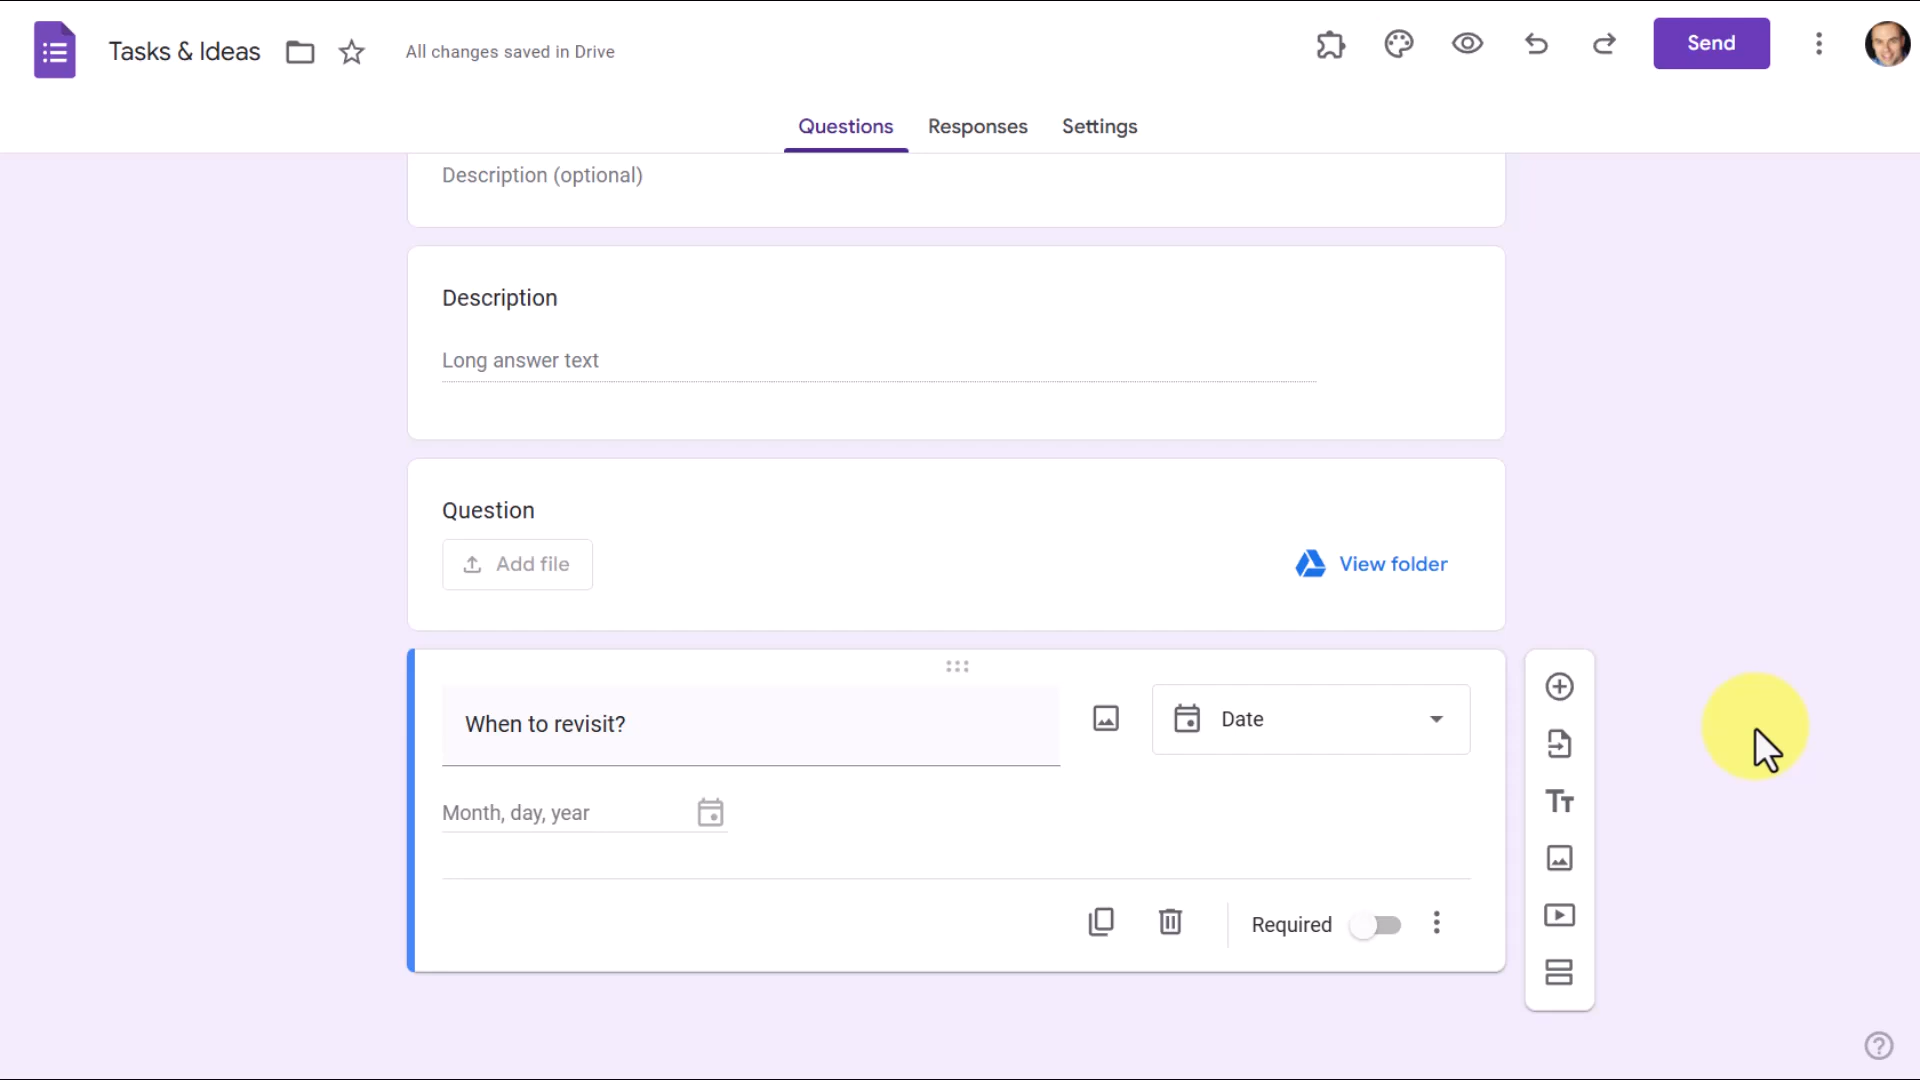 Tasks & Ideas
All changes saved in Drive
Send
Questions
Responses
Settings
Description (optional)
Description
Long answer text
Question
Add file
View folder
When to revisit?
Date
Month, day, year
Required